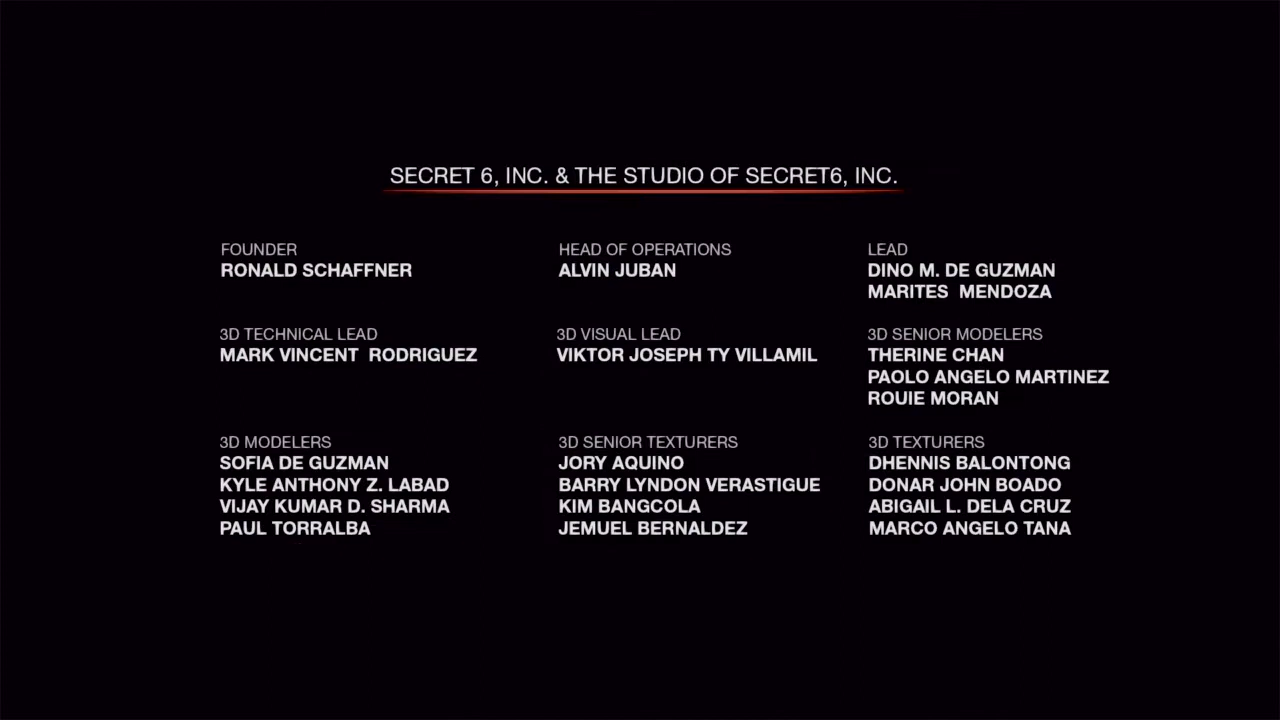 SECRET 6, INC. & THE STUDIO OF SECRET6, INC.
FOUNDER
RONALD SCHAFFNER
HEAD OF OPERATIONS
ALVIN JUBAN
LEAD
DINO M. DE GUZMAN
MARITES MENDOZA
3D TECHNICAL LEAD
MARK VINCENT RODRIGUEZ
3D VISUAL LEAD
VIKTOR JOSEPH TY VILLAMIL
3D SENIOR MODELERS
THERINE CHAN
PAOLO ANGELO MARTINEZ
ROUIE MORAN
3D MODELERS
SOFIA DE GUZMAN
KYLE ANTHONY Z. LABAD
VIJAY KUMAR D. SHARMA
PAUL TORRALBA
3D SENIOR TEXTURERS
JORY AQUINO
BARRY LYNDON VERASTIGUE
KIM BANGCOLA
JEMUEL BERNALDEZ
3D TEXTURERS
DHENNIS BALONTONG
DONAR JOHN BOADO
ABIGAIL L. DELA CRUZ
MARCO ANGELO TANA